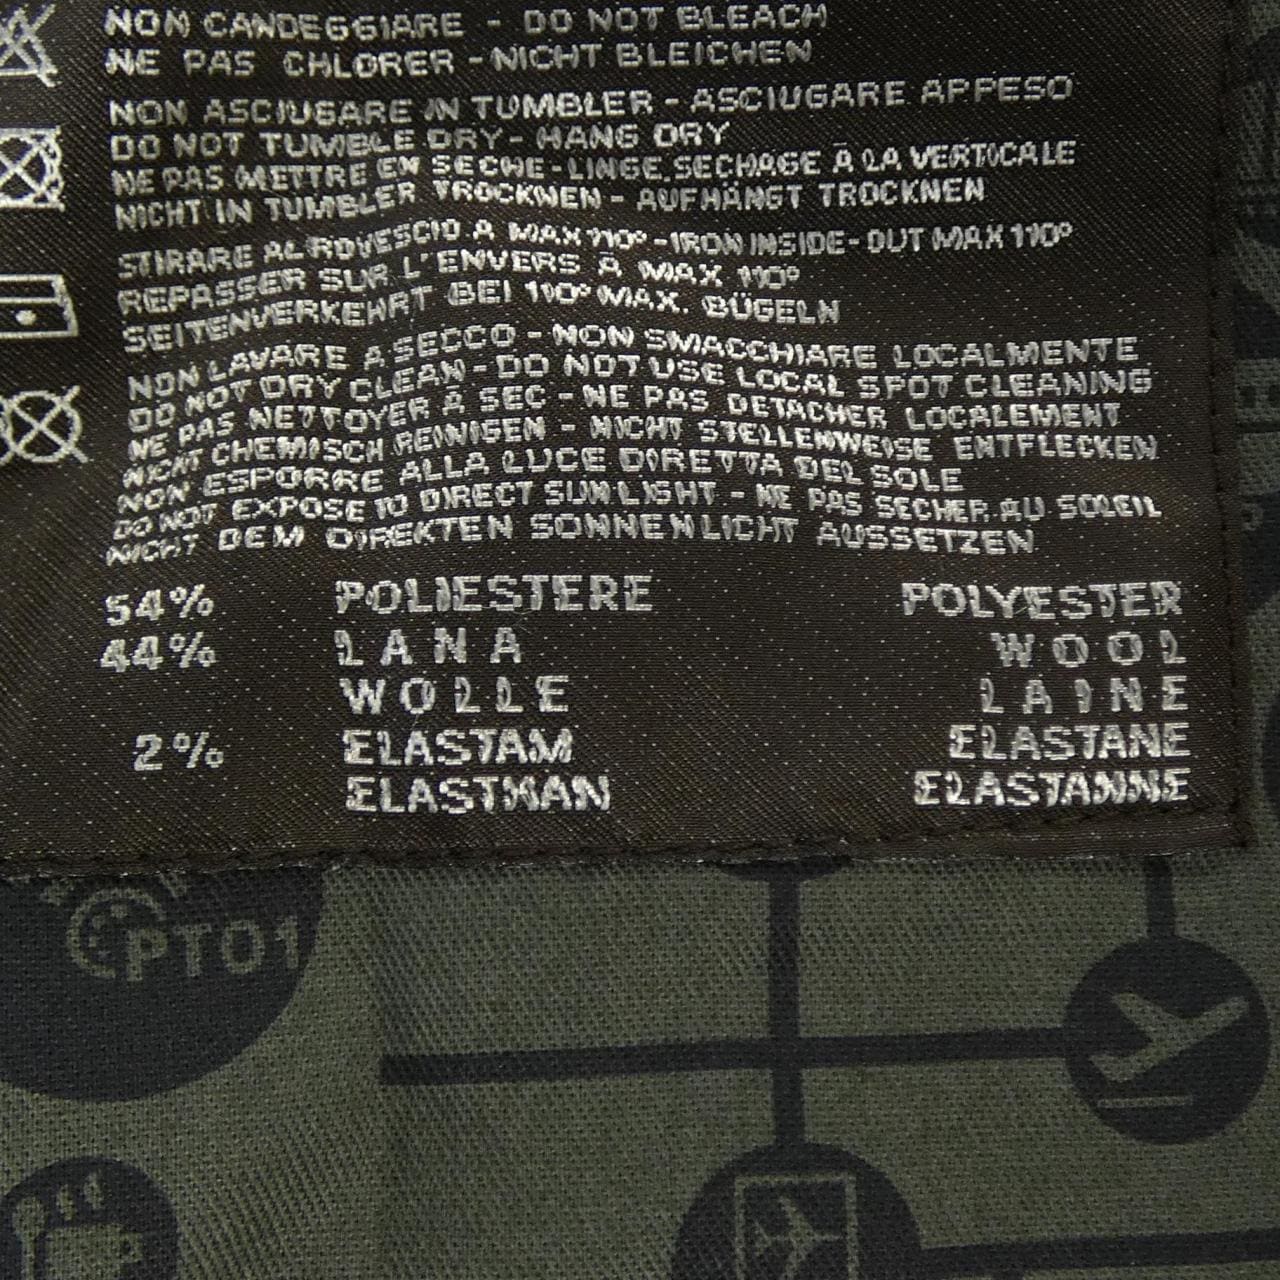 NON CANDEGGIARE - DO NOT BLEACH
NE PAS CHLORER - NICHT BLEICHEN
NON ASCIUGARE IN TUMBLER - ASCIUGARE APPESO
DO NOT TUMBLE DRY - HANG DRY
NE PAS METTRE EN SECHE - LINGE. SECHAGE À LA VERTICALE
NICHT IN TUMBLER TROCKNEN - AUFHÄNGT TROCKNEN
STIRARE AL ROVESCIO A MAX 110° - IRON INSIDE - OUT MAX 110°
REPASSER SUR L'ENVERS À MAX 110°
SEITENVERKEHRT BEI 110° MAX. BÜGELN
NON LAVARE A SECCO - NON SMACCHIARE LOCALMENTE
DO NOT DRY CLEAN - DO NOT USE LOCAL SPOT CLEANING
NE PAS NETTOYER À SEC - NE PAS DETACHER LOCALEMENT
NICHT CHEMISCH REINIGEN - NICHT STELLENWEISE ENTFLECKEN
NON ESPORRE ALLA LUCE DIRETTA DEL SOLE
DO NOT EXPOSE TO DIRECT SUNLIGHT - NE PAS SECHER AU SOLEIL
NICHT DEM DIREKTEN SONNENLICHT AUSSETZEN
54% POLIESTERE POLYESTER
44% LANA WOOL
WOLLE LAINE
2% ELASTAM ELASTANE
ELASTHAN ELASTANNE
PT01